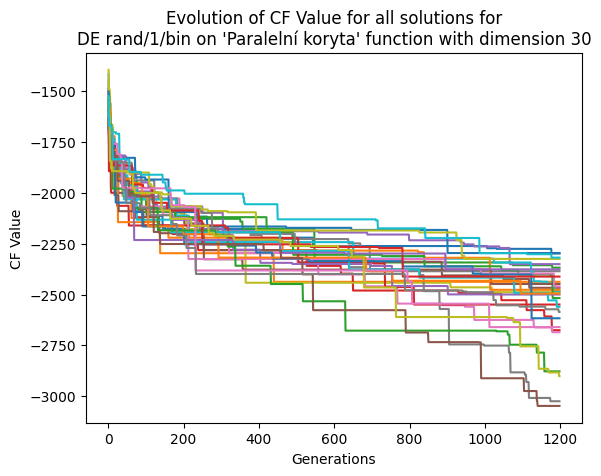 Evolution of CF Value for all solutions for
DE rand/1/bin on 'Paralelní koryta' function with dimension 30
CF Value
−1500
−1750
−2000
−2250
−2500
−2750
−3000
0 200 400 600 800 1000 1200
Generations